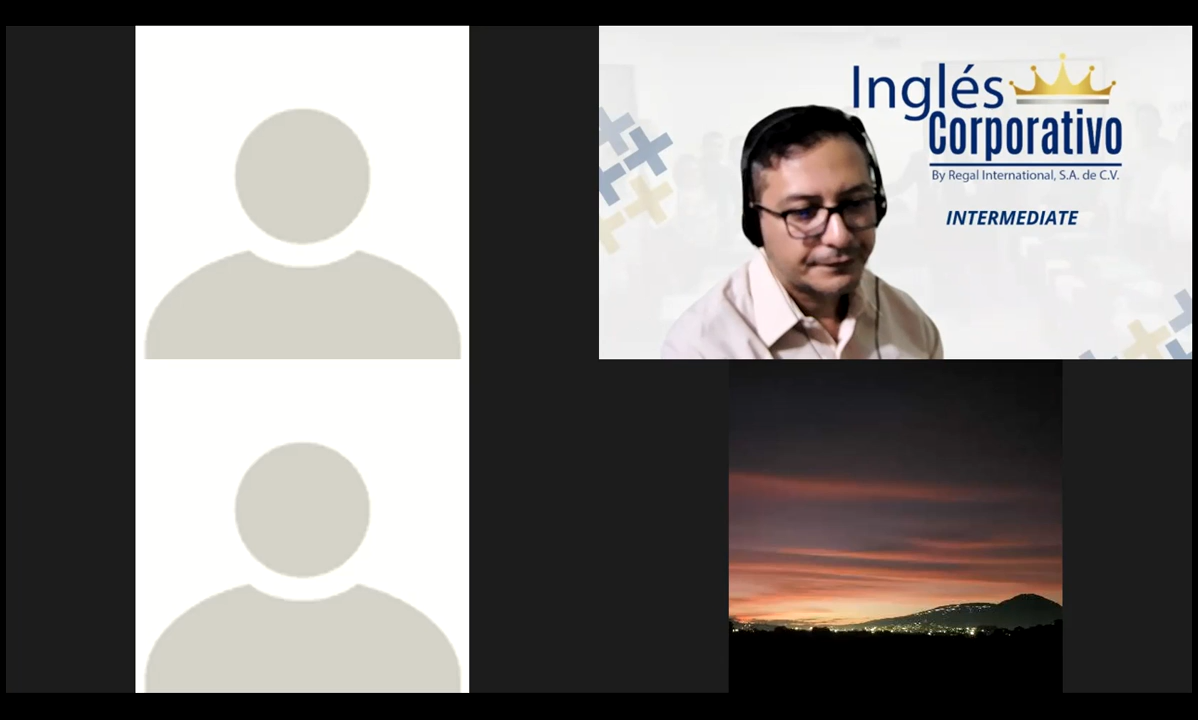 Inglés
Corporativo
By Regal International, S.A. de C.V.
INTERMEDIATE